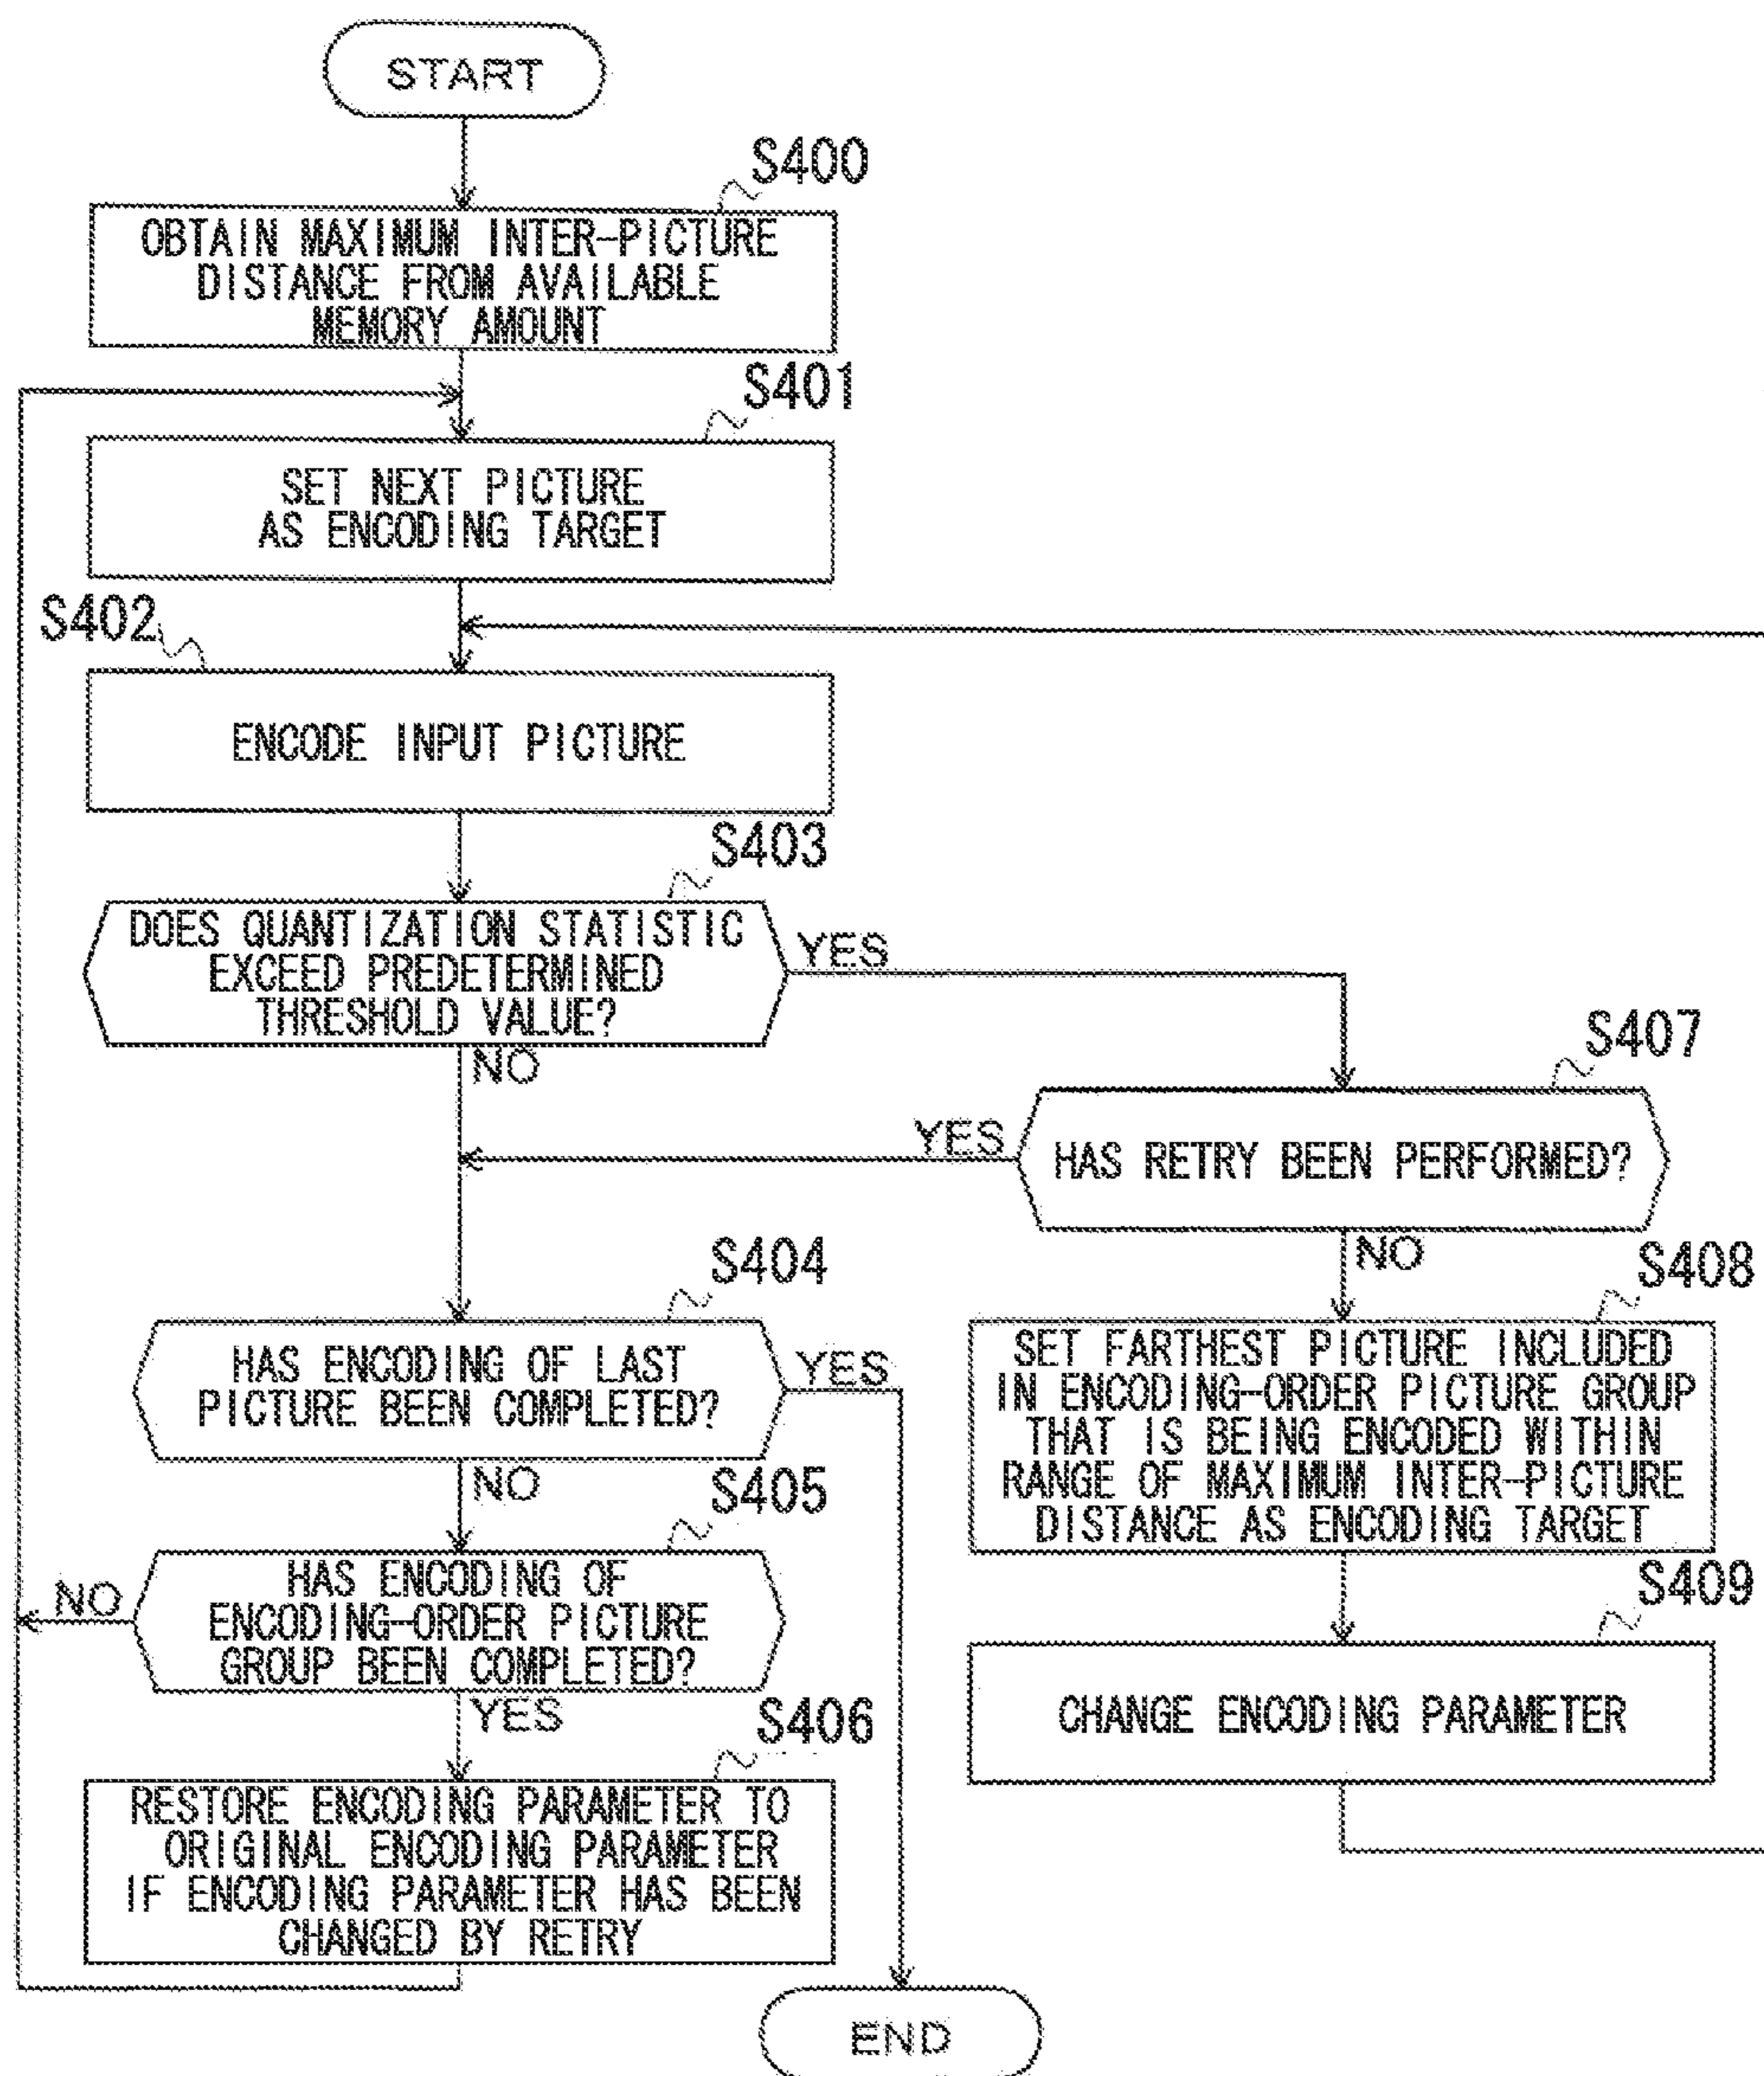 START
S400
OBTAIN MAXIMUM INTER-PICTURE
DISTANCE FROM AVAILABLE
MEMORY AMOUNT
S401
SET NEXT PICTURE
AS ENCODING TARGET
S402
ENCODE INPUT PICTURE
S403
DOES QUANTIZATION STATISTIC
EXCEED PREDETERMINED
THRESHOLD VALUE?
YES
NO
S407
HAS RETRY BEEN PERFORMED?
YES
NO
S404
HAS ENCODING OF LAST
PICTURE BEEN COMPLETED?
YES
NO
S408
SET FARTHEST PICTURE INCLUDED
IN ENCODING-ORDER PICTURE GROUP
THAT IS BEING ENCODED WITHIN
RANGE OF MAXIMUM INTER-PICTURE
DISTANCE AS ENCODING TARGET
S405
HAS ENCODING OF
ENCODING-ORDER PICTURE
GROUP BEEN COMPLETED?
NO
YES
S409
CHANGE ENCODING PARAMETER
S406
RESTORE ENCODING PARAMETER TO
ORIGINAL ENCODING PARAMETER
IF ENCODING PARAMETER HAS BEEN
CHANGED BY RETRY
END